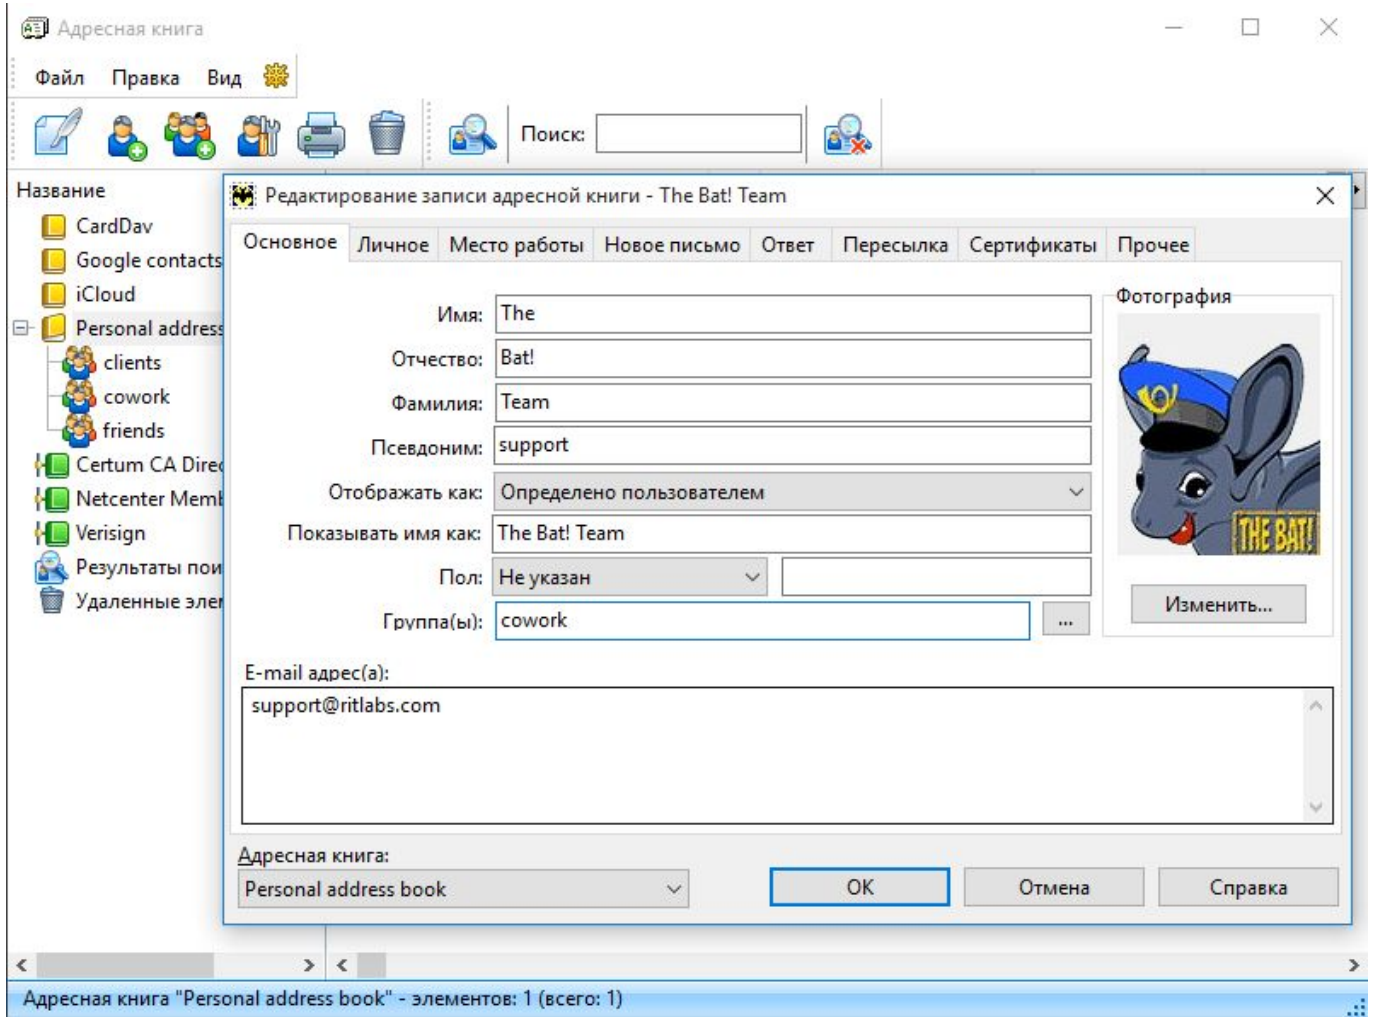 Адресная книга
Файл Правка Вид
Поиск:
Название
CardDav
Google contacts
iCloud
Personal address
clients
cowork
friends
Certum CA Direc
Netcenter Memb
Verisign
Результаты пои
Удаленные элем
Редактирование записи адресной книги - The Bat! Team
Основное Личное Место работы Новое письмо Ответ Пересылка Сертификаты Прочее
Имя: The
Отчество: Bat!
Фамилия: Team
Псевдоним: support
Отображать как: Определено пользователем
Показывать имя как: The Bat! Team
Пол: Не указан
Группа(ы): cowork ...
Фотография
THE BAT!
Изменить...
E-mail адрес(а):
support@ritlabs.com
Адресная книга:
Personal address book
OK Отмена Справка
Адресная книга "Personal address book" - элементов: 1 (всего: 1)